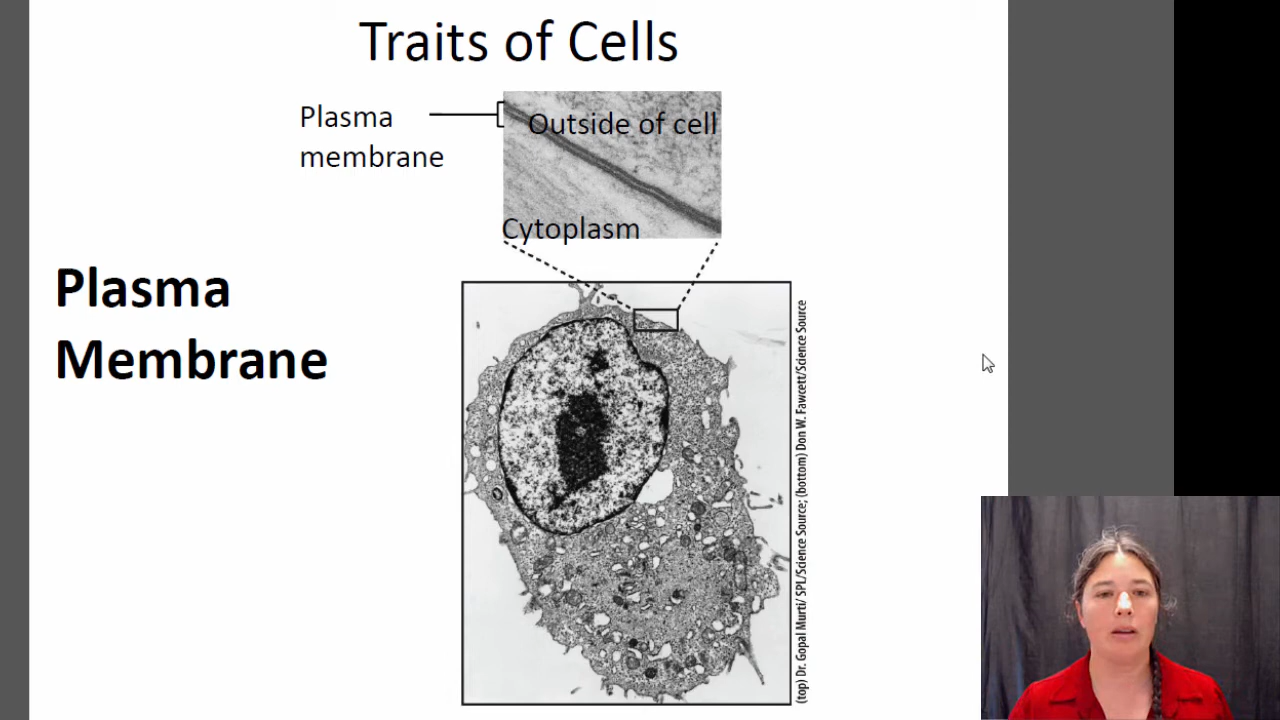 Traits of Cells
Plasma
membrane
Outside of cell
Cytoplasm
Plasma
Membrane
(top) Dr. Gopal Murti/ SPL/Science Source; (bottom) Don W. Fawcett/Science Source